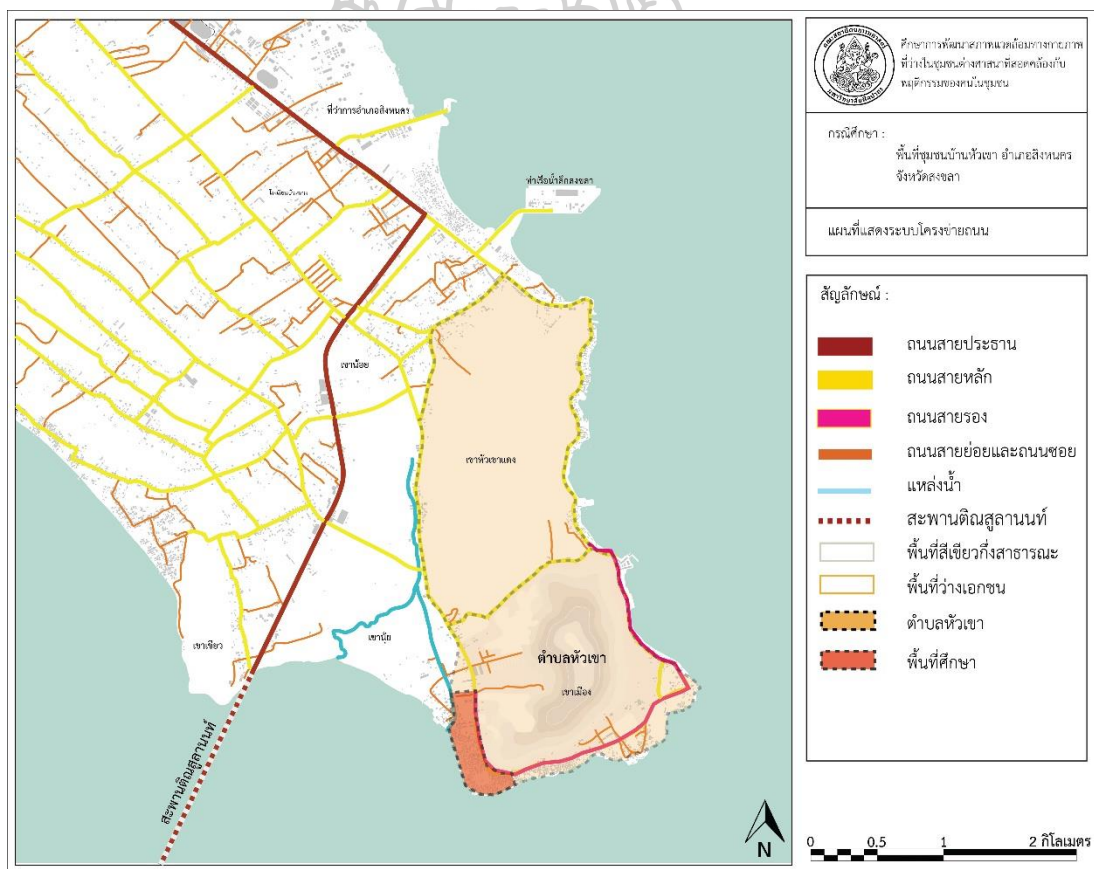 ศึกษาการพัฒนาสภาพแวดล้อมทางกายภาพ
ที่ว่างในชุมชนต่างศาสนาที่สอดคล้องกับ
พฤติกรรมของคนในชุมชน
กรณีศึกษา :
พื้นที่ชุมชนบ้านหัวเขา อำเภอสิงหนคร
จังหวัดสงขลา
แผนที่แสดงระบบโครงข่ายถนน
สัญลักษณ์ :
ถนนสายประธาน
ถนนสายหลัก
ถนนสายรอง
ถนนสายย่อยและถนนซอย
แหล่งน้ำ
สะพานติณสูลานนท์
พื้นที่สีเขียวกึ่งสาธารณะ
พื้นที่ว่างเอกชน
ตำบลหัวเขา
พื้นที่ศึกษา
0 0.5 1 2 กิโลเมตร
ที่ว่าการอำเภอสิงหนคร
ท่าเรือน้ำลึกสงขลา
เขาน้อย
เขาหัวเขาแดง
เขาเขียว
เขานุ้ย
ตำบลหัวเขา
เขาเมือง
สะพานติณสูลานนท์
N